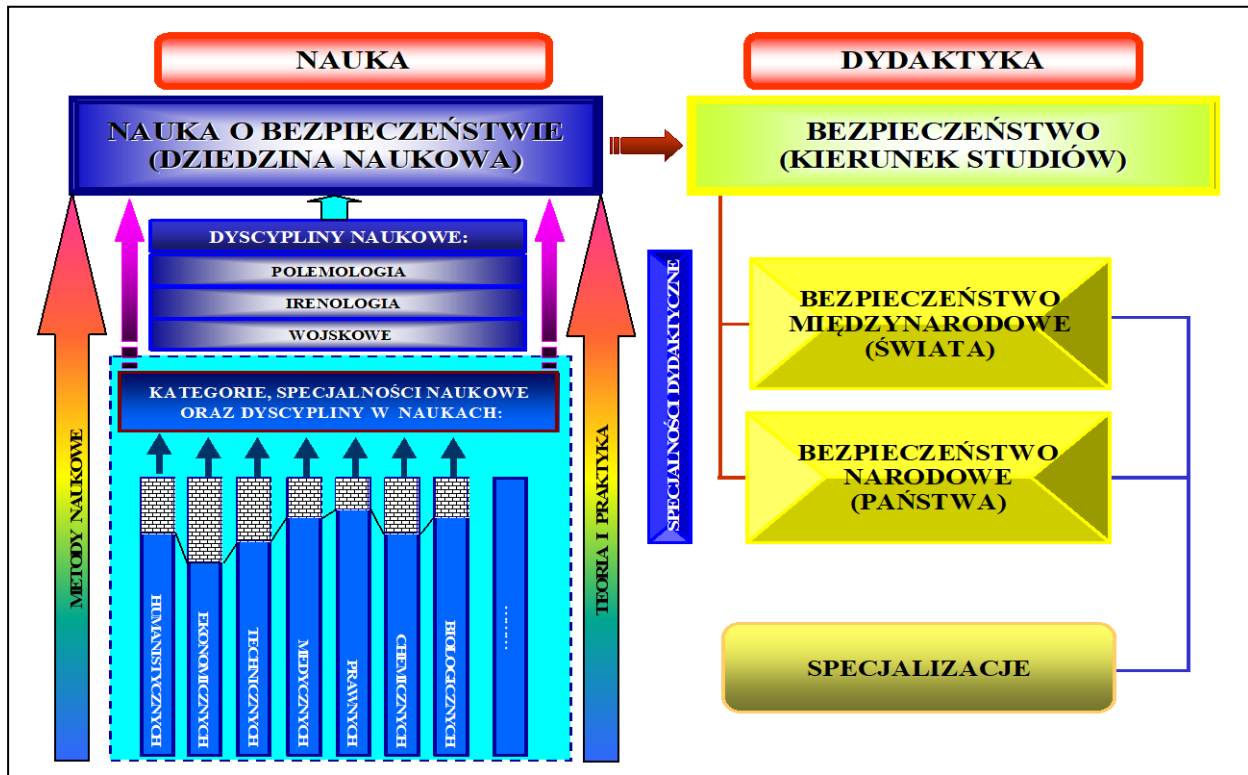 NAUKA
NAUKA O BEZPIECZEŃSTWIE
(DZIEDZINA NAUKOWA)
DYSCYPLINY NAUKOWE:
POLEMOLOGIA
IRENOLOGIA
WOJSKOWE
KATEGORIE, SPECJALNOŚCI NAUKOWE
ORAZ DYSCYPLINY W NAUKACH:
METODY NAUKOWE
HUMANISTYCZNYCH
EKONOMICZNYCH
TECHNICZNYCH
MEDYCZNYCH
PRAWNYCH
CHEMICZNYCH
BIOLOGICZNYCH
.......
TEORIA I PRAKTYKA
DYDAKTYKA
BEZPIECZEŃSTWO
(KIERUNEK STUDIÓW)
SPECJALNOŚCI DYDAKTYCZNE
BEZPIECZEŃSTWO
MIĘDZYNARODOWE
(ŚWIATA)
BEZPIECZEŃSTWO
NARODOWE
(PAŃSTWA)
SPECJALIZACJE